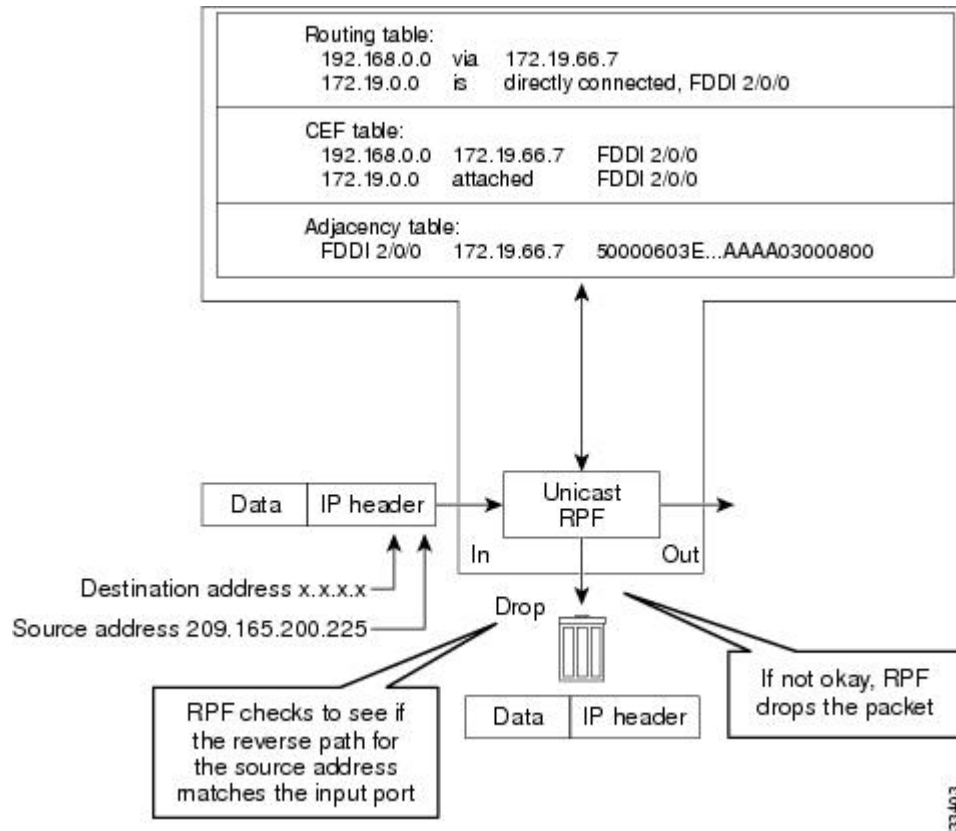 Routing table:
192.168.0.0 via 172.19.66.7
172.19.0.0 is directly connected, FDDI 2/0/0
CEF table:
192.168.0.0 172.19.66.7 FDDI 2/0/0
172.19.0.0 attached FDDI 2/0/0
Adjacency table:
FDDI 2/0/0 172.19.66.7 50000603E...AAAA03000800
Data IP header
Unicast
RPF
In
Out
Destination address x.x.x.x
Source address 209.165.200.225
Drop
RPF checks to see if
the reverse path for
the source address
matches the input port
Data IP header
If not okay, RPF
drops the packet
33403